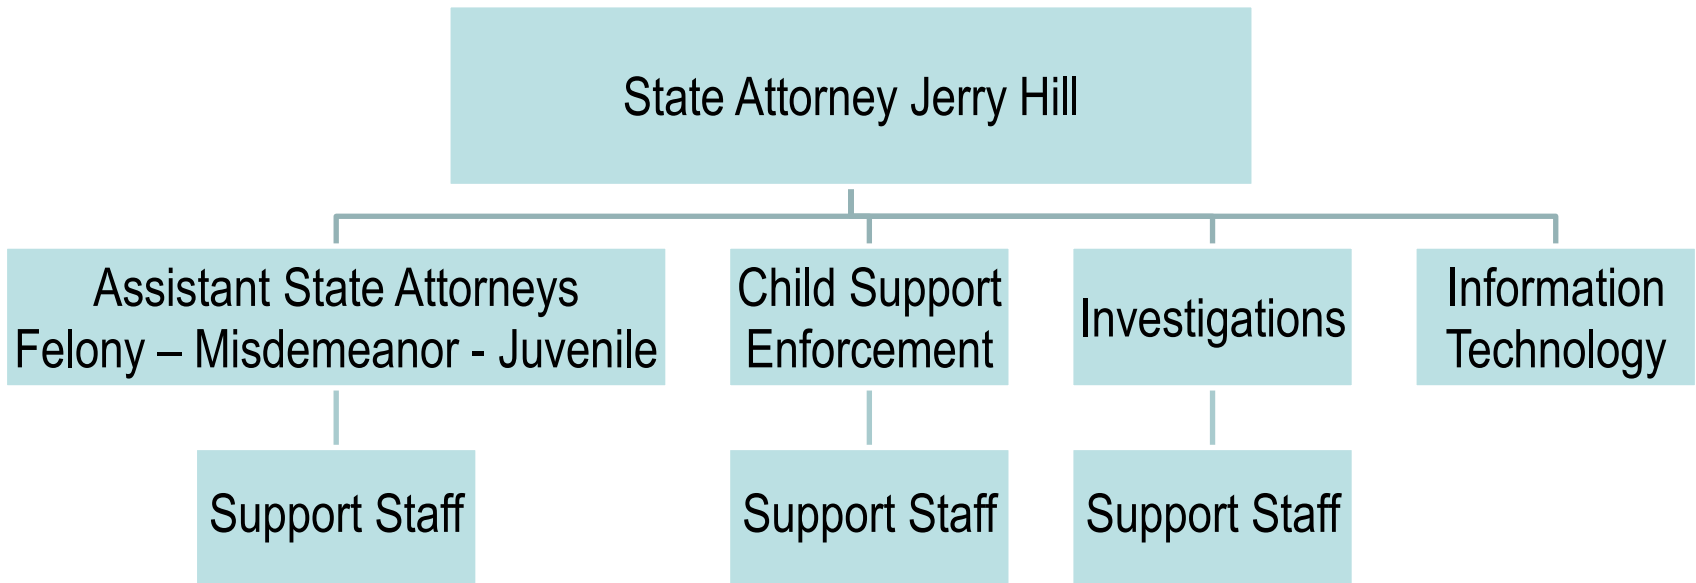 State Attorney Jerry Hill
Assistant State Attorneys
Felony – Misdemeanor - Juvenile
Child Support
Enforcement
Investigations
Information
Technology
Support Staff
Support Staff
Support Staff